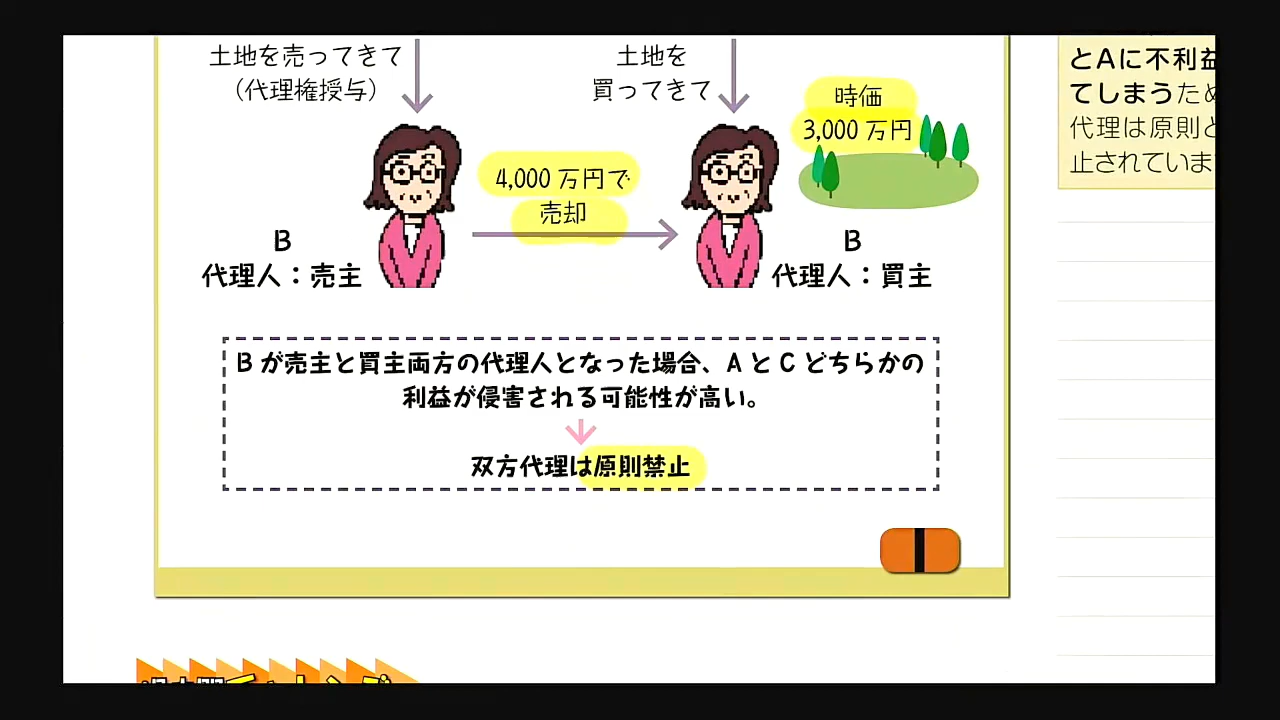 土地を売ってきて
（代理権授与）
土地を
買ってきて
時価
3,000万円
4,000万円で
売却
B
代理人：売主
B
代理人：買主
Bが売主と買主両方の代理人となった場合、AとCどちらかの
利益が侵害される可能性が高い。
双方代理は原則禁止
とAに不利益
てしまうため
代理は原則と
止されていま